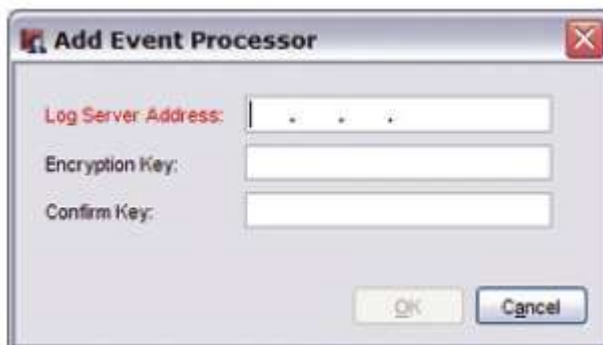 Add Event Processor
Log Server Address: . . .
Encryption Key:
Confirm Key:
OK Cancel